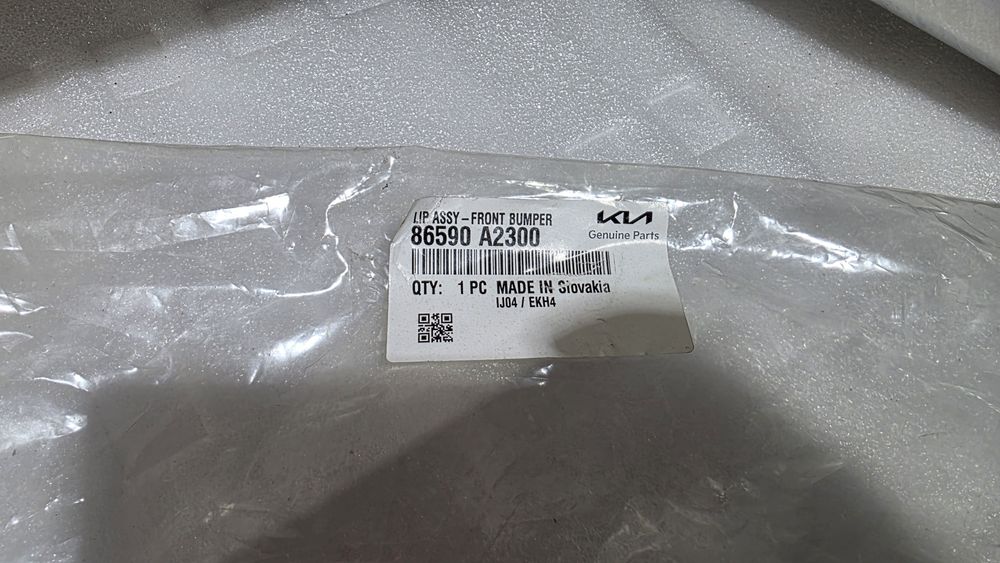 LIP ASSY-FRONT BUMPER
86590 A2300
KIA
Genuine Parts
QTY: 1 PC MADE IN Slovakia
IJ04 / EKH4